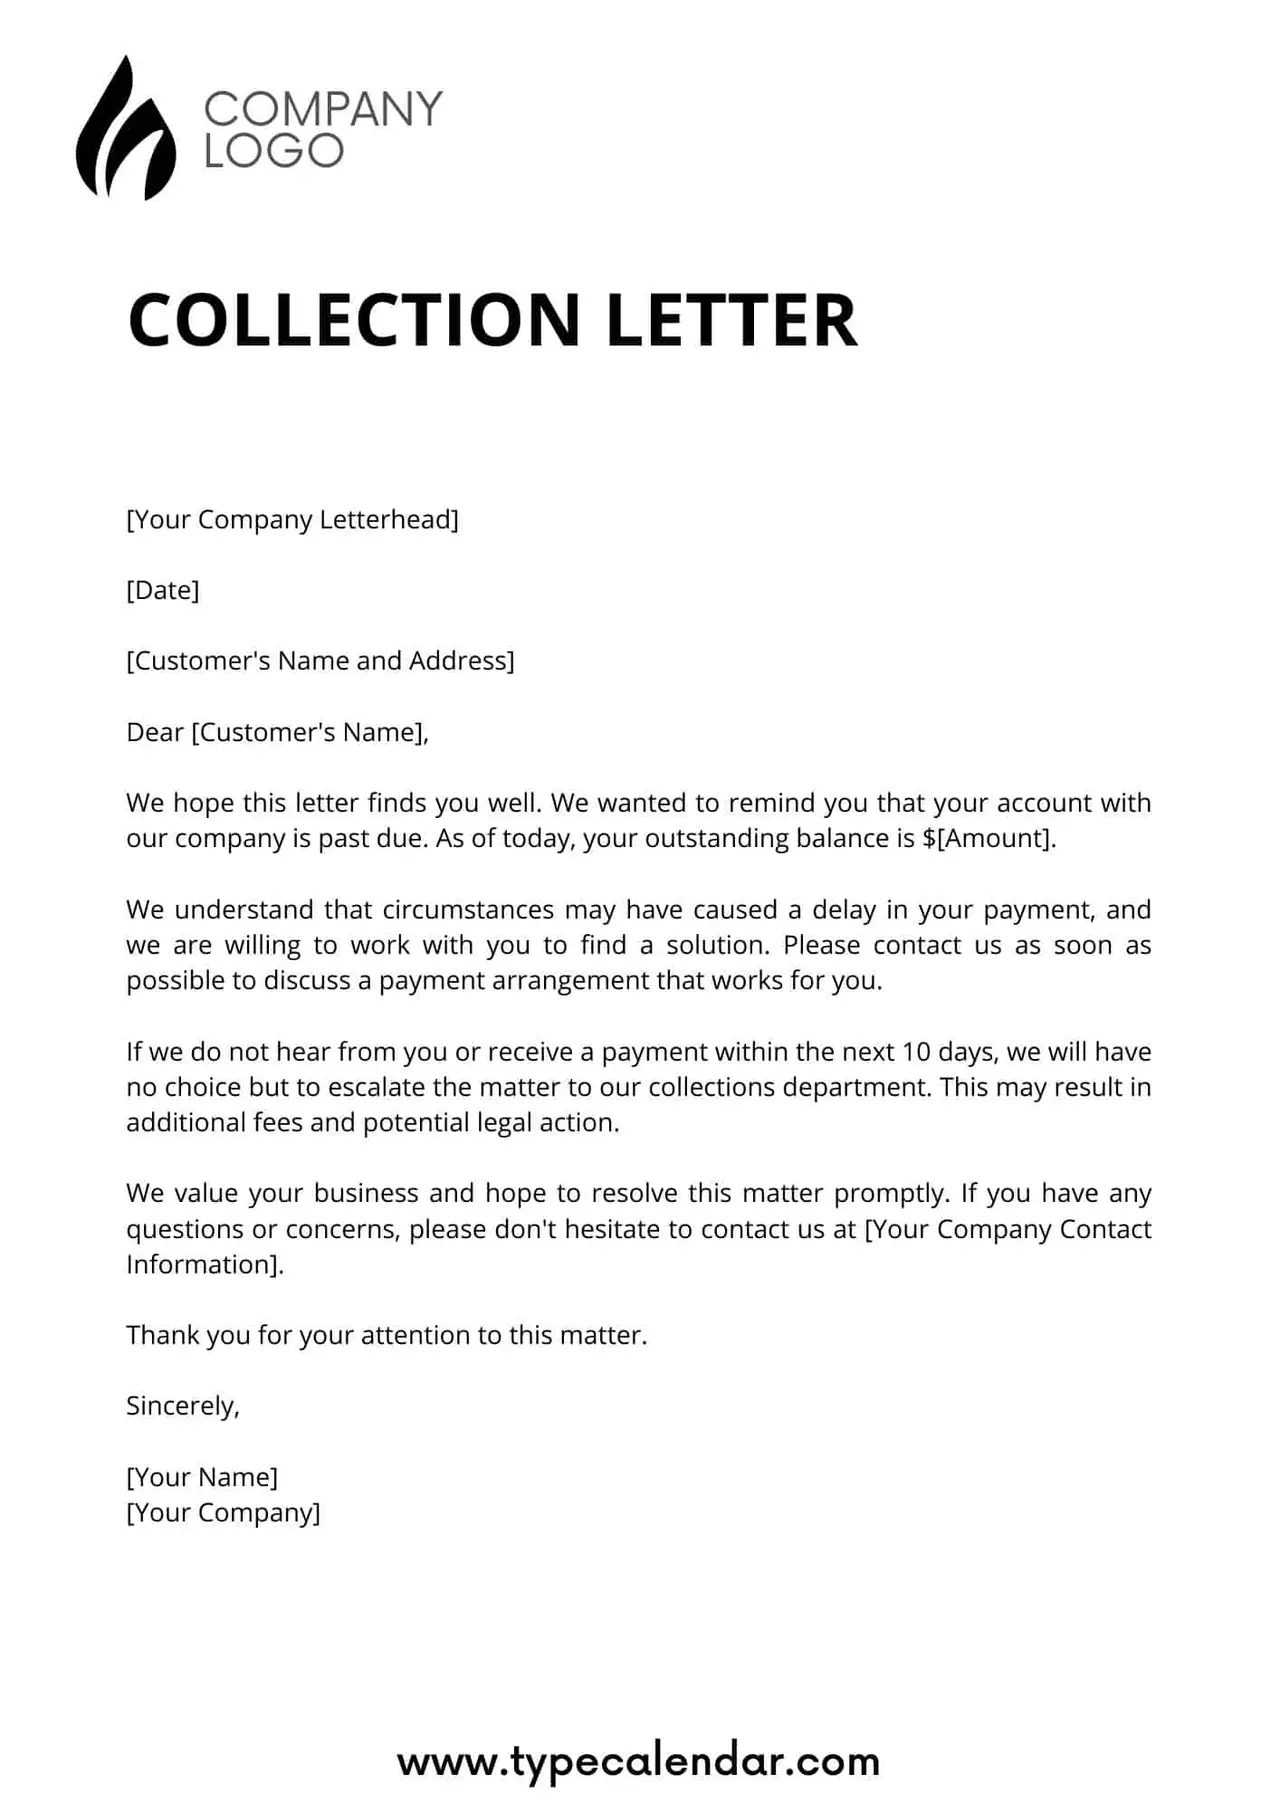 COMPANY
LOGO
COLLECTION LETTER
[Your Company Letterhead]
[Date]
[Customer's Name and Address]
Dear [Customer's Name],
We hope this letter finds you well. We wanted to remind you that your account with
our company is past due. As of today, your outstanding balance is $[Amount].
We understand that circumstances may have caused a delay in your payment, and
we are willing to work with you to find a solution. Please contact us as soon as
possible to discuss a payment arrangement that works for you.
If we do not hear from you or receive a payment within the next 10 days, we will have
no choice but to escalate the matter to our collections department. This may result in
additional fees and potential legal action.
We value your business and hope to resolve this matter promptly. If you have any
questions or concerns, please don't hesitate to contact us at [Your Company Contact
Information].
Thank you for your attention to this matter.
Sincerely,
[Your Name]
[Your Company]
www.typecalendar.com